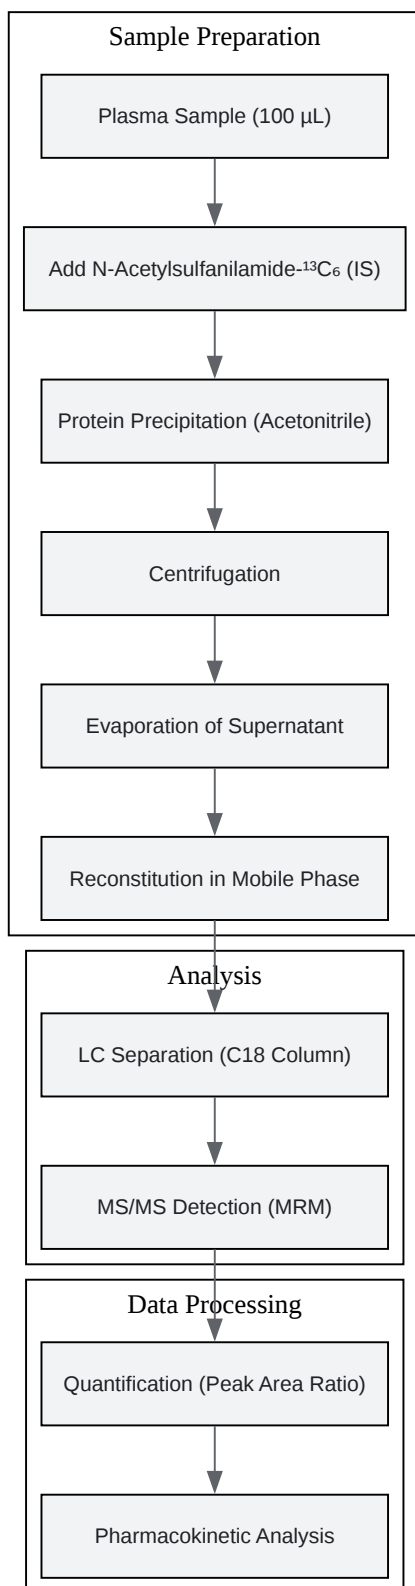 Sample Preparation
Plasma Sample (100 µL)
Add N-Acetylsulfanilamide-¹³C₆ (IS)
Protein Precipitation (Acetonitrile)
Centrifugation
Evaporation of Supernatant
Reconstitution in Mobile Phase
Analysis
LC Separation (C18 Column)
MS/MS Detection (MRM)
Data Processing
Quantification (Peak Area Ratio)
Pharmacokinetic Analysis